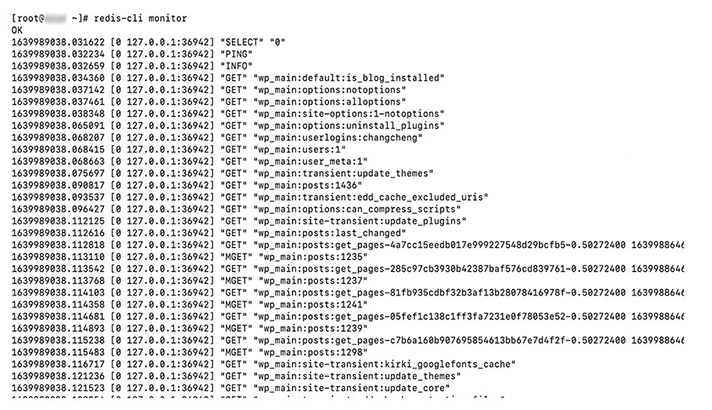 [root@ ~]# redis-cli monitor
OK
1639989038.031622 [0 127.0.0.1:36942] "SELECT" "0"
1639989038.032234 [0 127.0.0.1:36942] "PING"
1639989038.032659 [0 127.0.0.1:36942] "INFO"
1639989038.034360 [0 127.0.0.1:36942] "GET" "wp_main:default:is_blog_installed"
1639989038.037142 [0 127.0.0.1:36942] "GET" "wp_main:options:notoptions"
1639989038.037461 [0 127.0.0.1:36942] "GET" "wp_main:options:alloptions"
1639989038.038348 [0 127.0.0.1:36942] "GET" "wp_main:site-options:1-notoptions"
1639989038.065091 [0 127.0.0.1:36942] "GET" "wp_main:options:uninstall_plugins"
1639989038.068207 [0 127.0.0.1:36942] "GET" "wp_main:userlogins:changcheng"
1639989038.068415 [0 127.0.0.1:36942] "GET" "wp_main:users:1"
1639989038.068663 [0 127.0.0.1:36942] "GET" "wp_main:user_meta:1"
1639989038.075697 [0 127.0.0.1:36942] "GET" "wp_main:transient:update_themes"
1639989038.090817 [0 127.0.0.1:36942] "GET" "wp_main:posts:1436"
1639989038.093537 [0 127.0.0.1:36942] "GET" "wp_main:transient:edd_cache_excluded_uris"
1639989038.096427 [0 127.0.0.1:36942] "GET" "wp_main:options:can_compress_scripts"
1639989038.112125 [0 127.0.0.1:36942] "GET" "wp_main:site-transient:update_plugins"
1639989038.112616 [0 127.0.0.1:36942] "GET" "wp_main:posts:last_changed"
1639989038.112818 [0 127.0.0.1:36942] "GET" "wp_main:posts:get_pages-4a7cc15eedb017e999227548d29bcfb5-0.50272400 1639988646
1639989038.113110 [0 127.0.0.1:36942] "MGET" "wp_main:posts:1235"
1639989038.113542 [0 127.0.0.1:36942] "GET" "wp_main:posts:get_pages-285c97cb3930b42387baf576cd839761-0.50272400 1639988646
1639989038.113768 [0 127.0.0.1:36942] "MGET" "wp_main:posts:1237"
1639989038.114103 [0 127.0.0.1:36942] "GET" "wp_main:posts:get_pages-81fb935cdbf32b3af13b28078416978f-0.50272400 1639988646
1639989038.114358 [0 127.0.0.1:36942] "MGET" "wp_main:posts:1241"
1639989038.114681 [0 127.0.0.1:36942] "GET" "wp_main:posts:get_pages-05fef1c138c1ff3fa7231e0f78053e52-0.50272400 1639988646
1639989038.114893 [0 127.0.0.1:36942] "MGET" "wp_main:posts:1239"
1639989038.115238 [0 127.0.0.1:36942] "GET" "wp_main:posts:get_pages-c7b6a160b907695854613bb67e7d4f2f-0.50272400 1639988646
1639989038.115483 [0 127.0.0.1:36942] "MGET" "wp_main:posts:1298"
1639989038.116717 [0 127.0.0.1:36942] "GET" "wp_main:site-transient:kirki_googlefonts_cache"
1639989038.121236 [0 127.0.0.1:36942] "GET" "wp_main:site-transient:update_themes"
1639989038.121523 [0 127.0.0.1:36942] "GET" "wp_main:site-transient:update_core"